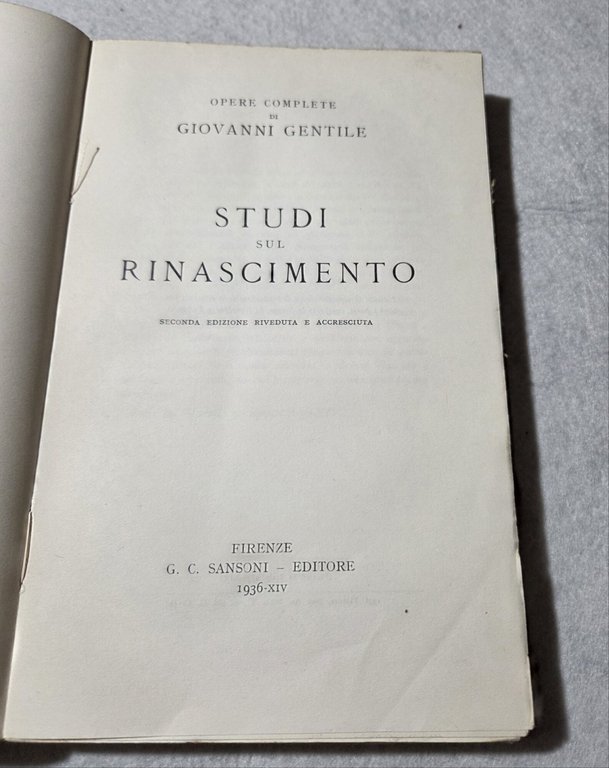 OPERE COMPLETE
DI
GIOVANNI GENTILE
STUDI
SUL
RINASCIMENTO
SECONDA EDIZIONE RIVEDUTA E ACCRESCIUTA
FIRENZE
G. C. SANSONI – EDITORE
1936-XIV